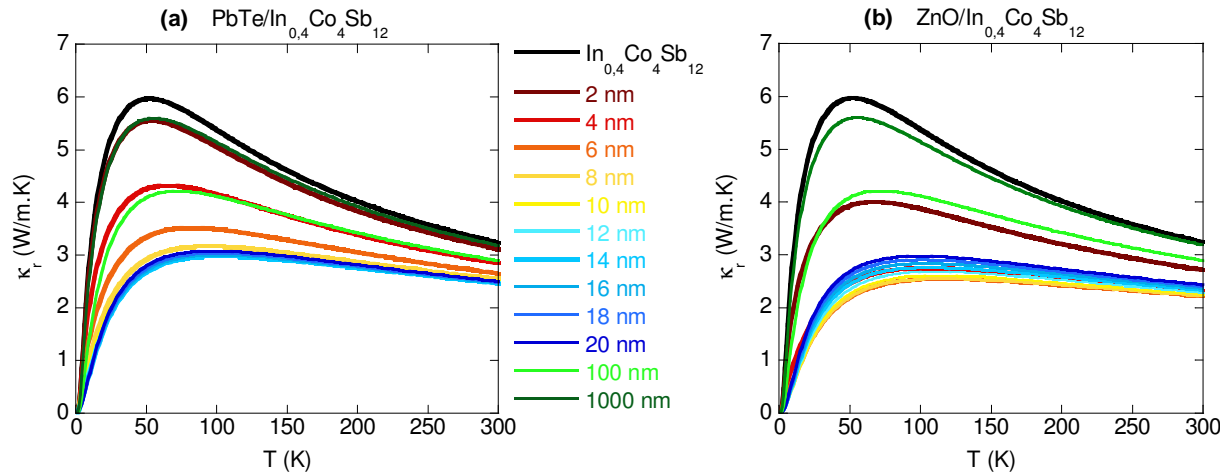 (a) PbTe/In0,4Co4Sb12
7
6
5
4
3
2
1
0
κr (W/m.K)
0 50 100 150 200 250 300
T (K)
In0,4Co4Sb12
2 nm
4 nm
6 nm
8 nm
10 nm
12 nm
14 nm
16 nm
18 nm
20 nm
100 nm
1000 nm
(b) ZnO/In0,4Co4Sb12
7
6
5
4
3
2
1
0
κr (W/m.K)
0 50 100 150 200 250 300
T (K)